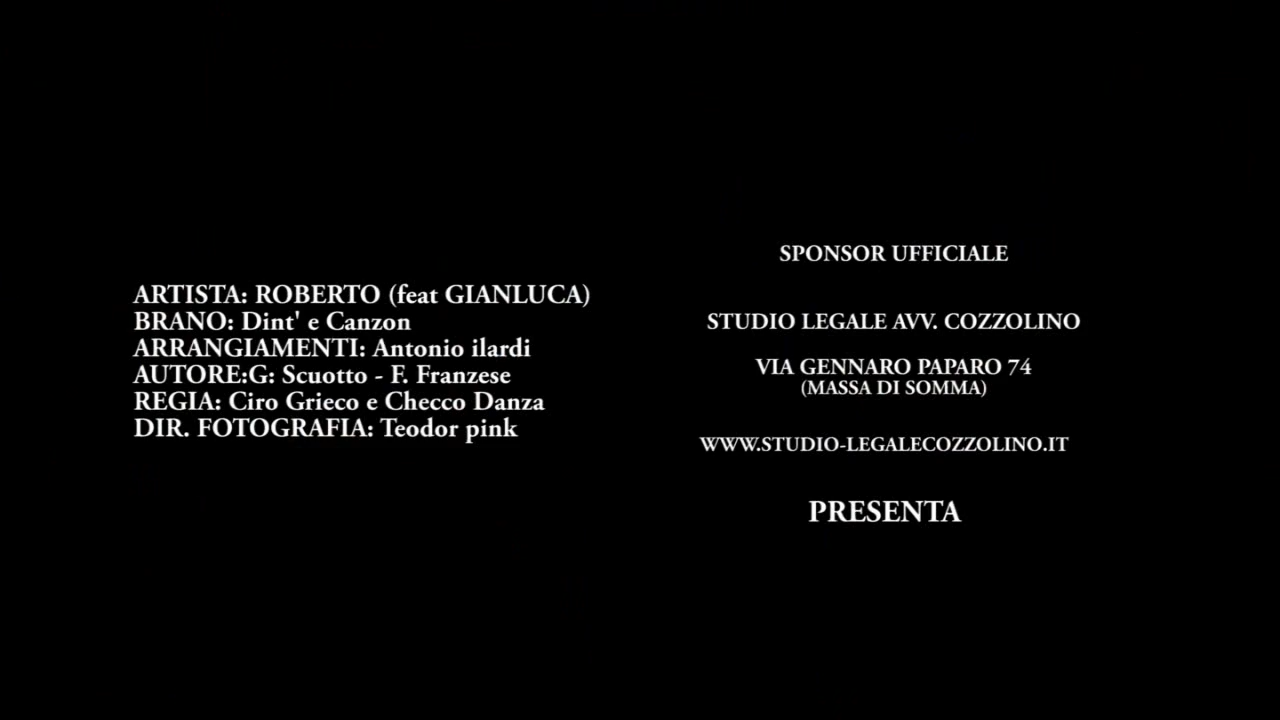 ARTISTA: ROBERTO (feat GIANLUCA)
BRANO: Dint' e Canzon
ARRANGIAMENTI: Antonio ilardi
AUTORE:G: Scuotto - F. Franzese
REGIA: Ciro Grieco e Checco Danza
DIR. FOTOGRAFIA: Teodor pink
SPONSOR UFFICIALE
STUDIO LEGALE AVV. COZZOLINO
VIA GENNARO PAPARO 74
(MASSA DI SOMMA)
WWW.STUDIO-LEGALECOZZOLINO.IT
PRESENTA